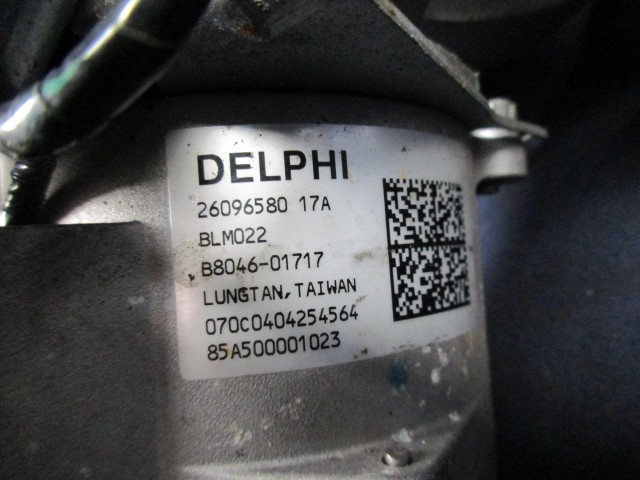 DELPHI
26096580 17A
BLM022
B8046-01717
LUNGTAN, TAIWAN
070C0404254564
85A500001023